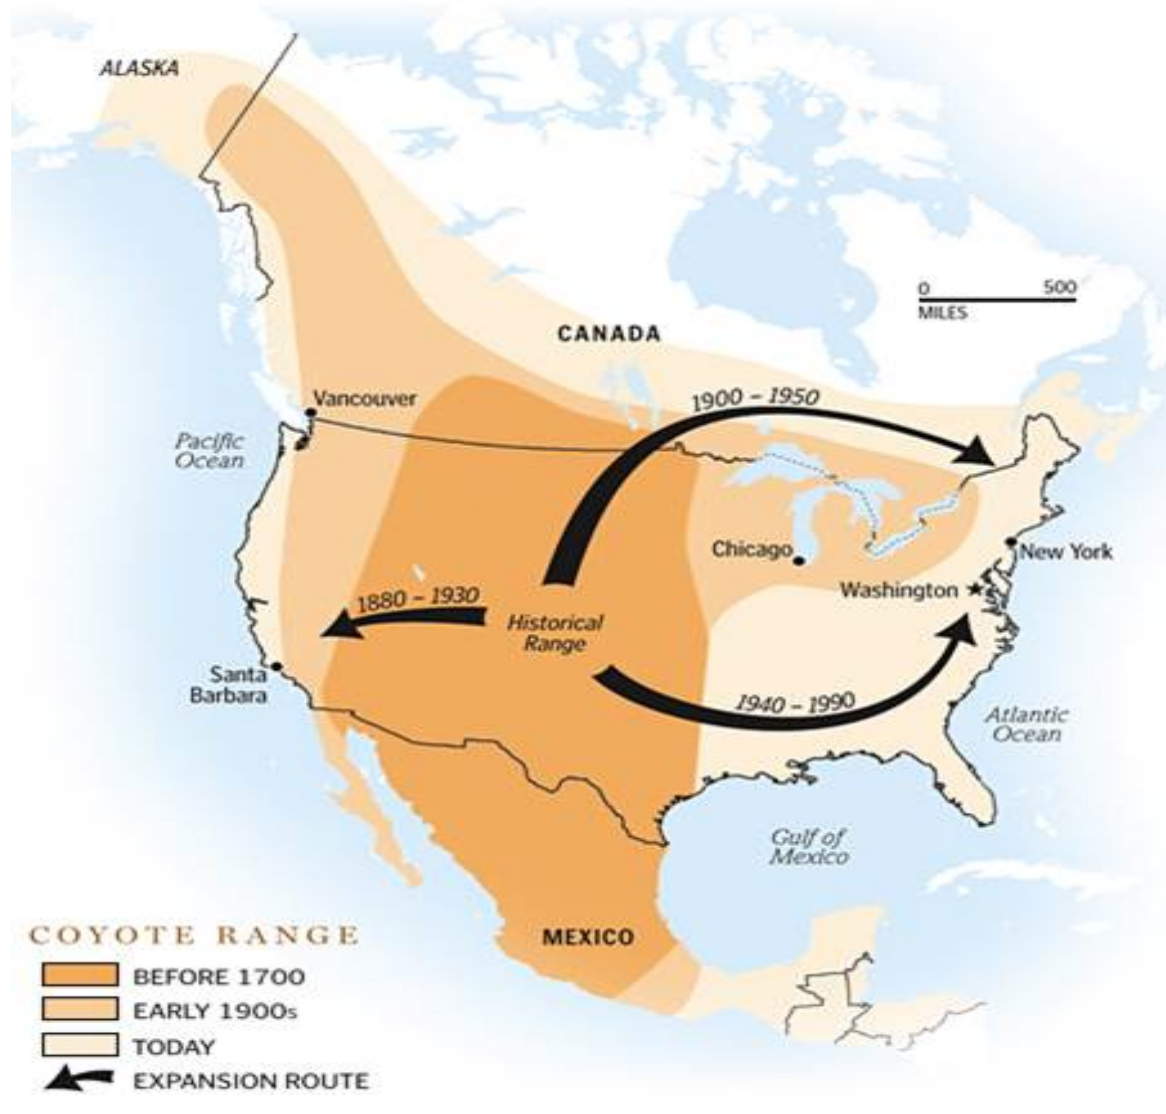 ALASKA
0 500
MILES
CANADA
1900 – 1950
Vancouver
Pacific
Ocean
Chicago
New York
Washington
1880 – 1930
Historical
Range
Santa
Barbara
1940 – 1990
Atlantic
Ocean
Gulf of
Mexico
MEXICO
COYOTE RANGE
BEFORE 1700
EARLY 1900s
TODAY
EXPANSION ROUTE